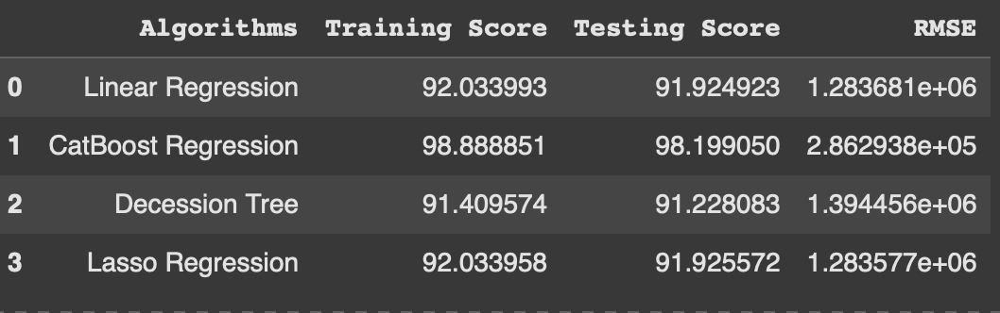 Algorithms Training Score Testing Score RMSE
0 Linear Regression 92.033993 91.924923 1.283681e+06
1 CatBoost Regression 98.888851 98.199050 2.862938e+05
2 Decession Tree 91.409574 91.228083 1.394456e+06
3 Lasso Regression 92.033958 91.925572 1.283577e+06